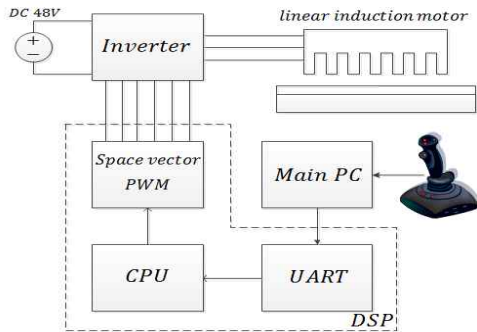 DC 48V
Inverter
linear induction motor
Space vector
PWM
Main PC
CPU
UART
DSP